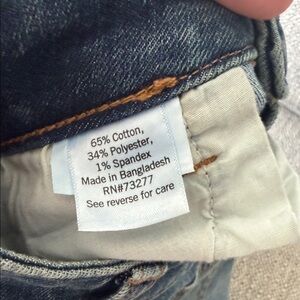 65% Cotton,
34% Polyester,
1% Spandex
Made in Bangladesh
RN#73277
See reverse for care